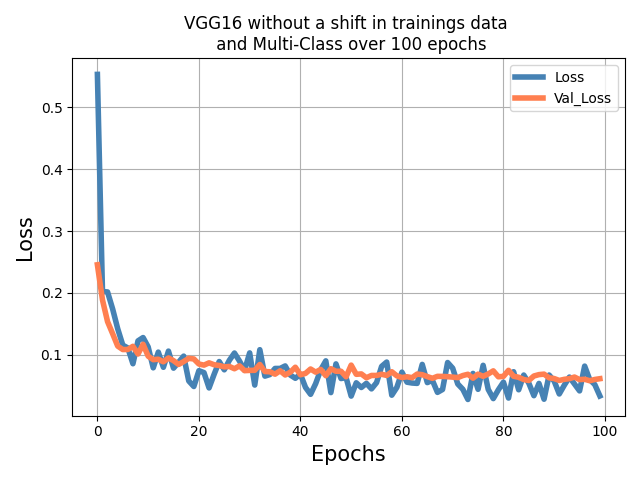 VGG16 without a shift in trainings data
and Multi-Class over 100 epochs
Loss
Val_Loss
Loss
0.5
0.4
0.3
0.2
0.1
0
20
40
60
80
100
Epochs